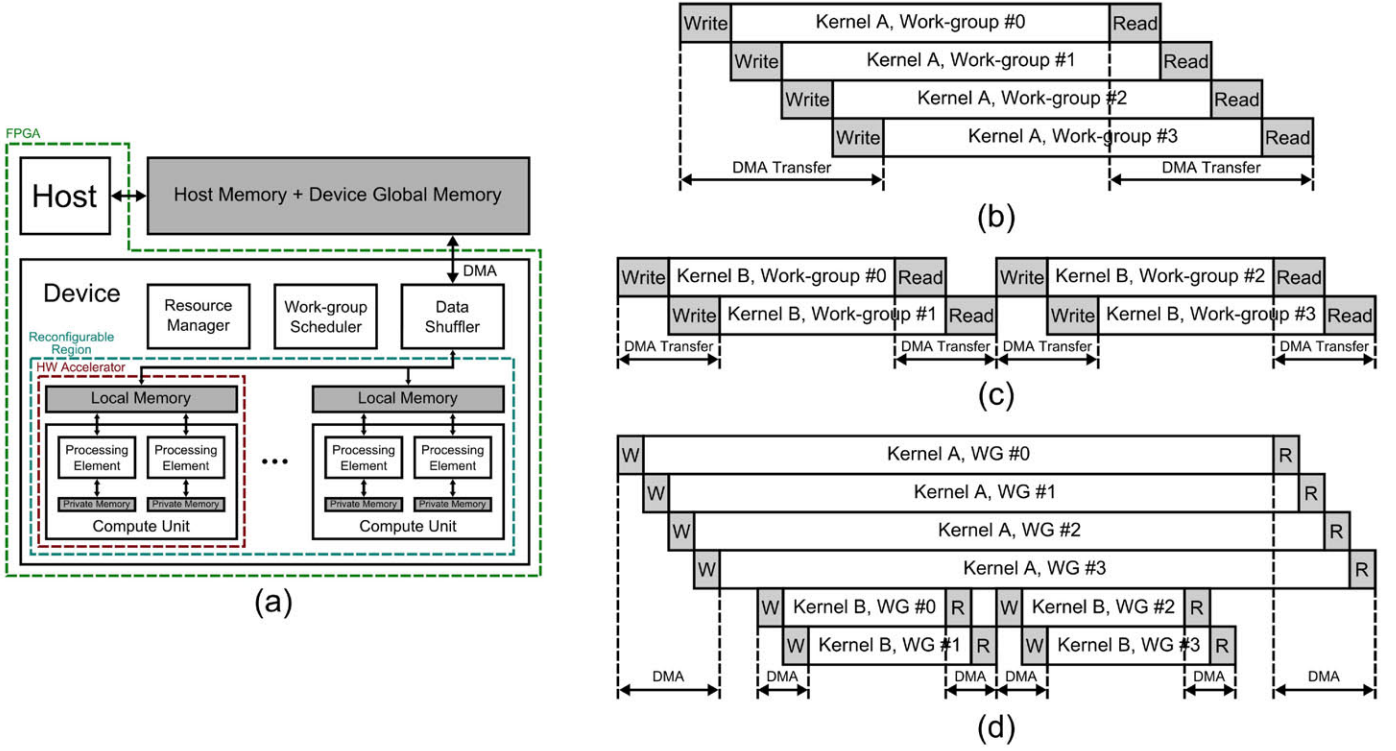 FPGA
Host
Host Memory + Device Global Memory
DMA
Device
Resource
Manager
Work-group
Scheduler
Data
Shuffler
Reconfigurable
Region
HW Accelerator
Local Memory
Local Memory
Processing
Element
Processing
Element
Processing
Element
Processing
Element
...
Private Memory
Private Memory
Private Memory
Private Memory
Compute Unit
Compute Unit
(a)
Write
Kernel A, Work-group #0
Read
Write
Kernel A, Work-group #1
Read
Write
Kernel A, Work-group #2
Read
Write
Kernel A, Work-group #3
Read
DMA Transfer
DMA Transfer
(b)
Write
Kernel B, Work-group #0
Read
Write
Kernel B, Work-group #2
Read
Write
Kernel B, Work-group #1
Read
Write
Kernel B, Work-group #3
Read
DMA Transfer
DMA Transfer
DMA Transfer
DMA Transfer
(c)
W
Kernel A, WG #0
R
W
Kernel A, WG #1
R
W
Kernel A, WG #2
R
W
Kernel A, WG #3
R
W
Kernel B, WG #0
R
W
Kernel B, WG #2
R
W
Kernel B, WG #1
R
W
Kernel B, WG #3
R
DMA
DMA
DMA
DMA
DMA
DMA
(d)